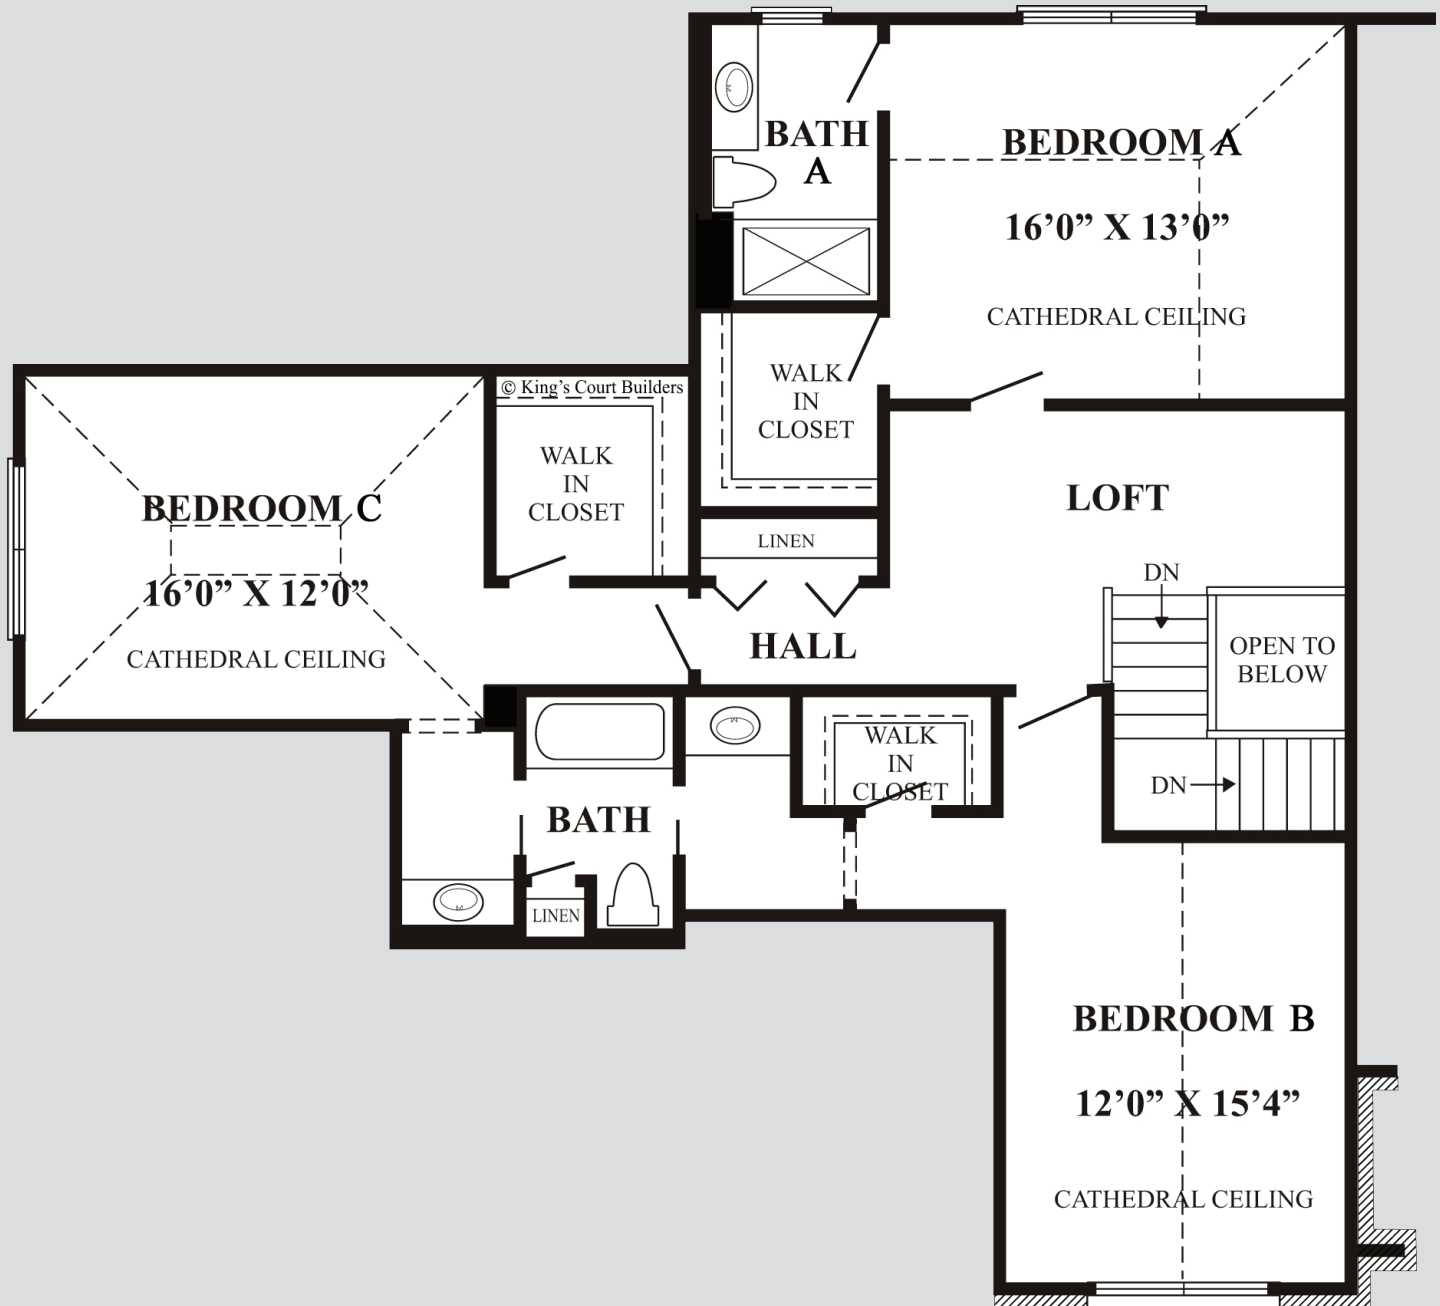 BATH
A
BEDROOM A
16’0” X 13’0”
CATHEDRAL CEILING
WALK
IN
CLOSET
© King’s Court Builders
WALK
IN
CLOSET
BEDROOM C
16’0” X 12’0”
CATHEDRAL CEILING
LINEN
LOFT
HALL
DN
OPEN TO
BELOW
DN
WALK
IN
CLOSET
BATH
LINEN
BEDROOM B
12’0” X 15’4”
CATHEDRAL CEILING